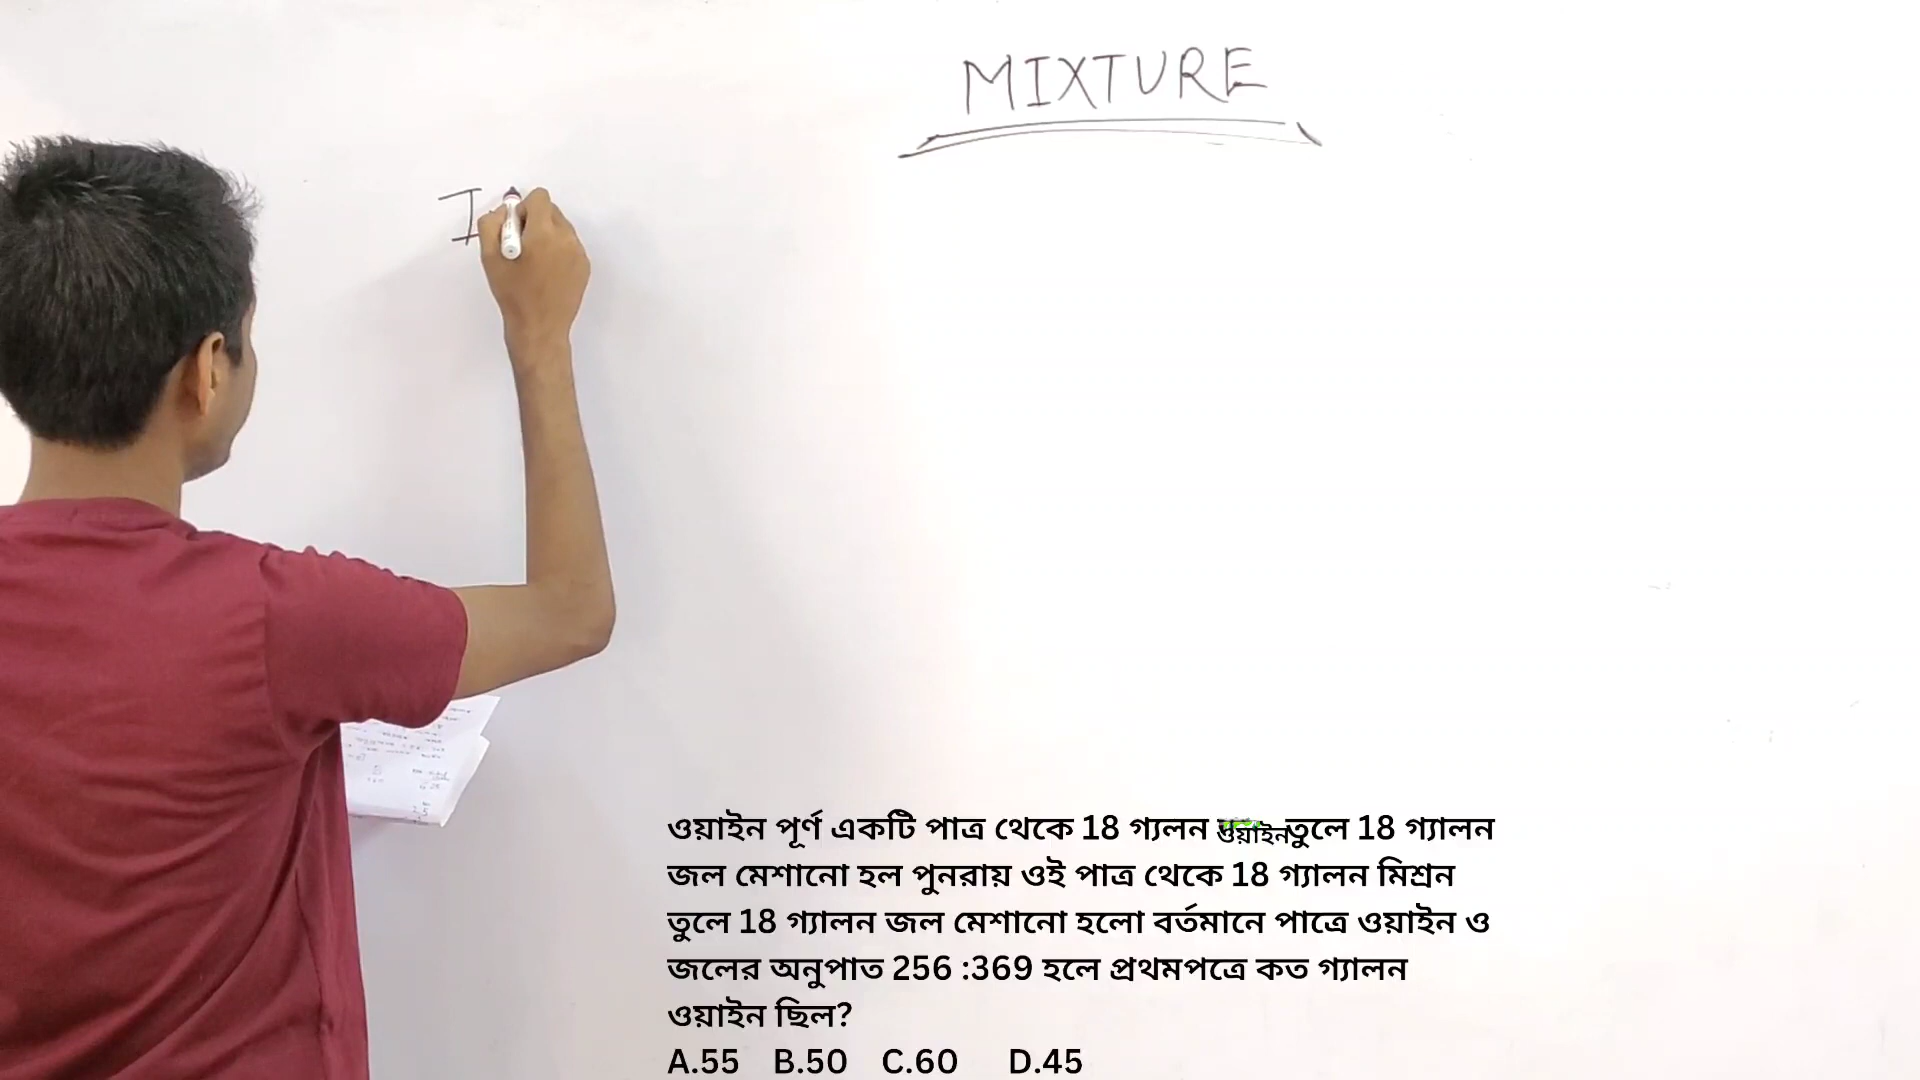 MIXTURE
I
ওয়াইন পূর্ণ একটি পাত্র থেকে 18 গ্যলন ওয়াইন তুলে 18 গ্যালন
জল মেশানো হল পুনরায় ওই পাত্র থেকে 18 গ্যালন মিশ্রন
তুলে 18 গ্যালন জল মেশানো হলো বর্তমানে পাত্রে ওয়াইন ও
জলের অনুপাত 256 :369 হলে প্রথমপত্রে কত গ্যালন
ওয়াইন ছিল?
A.55 B.50 C.60 D.45